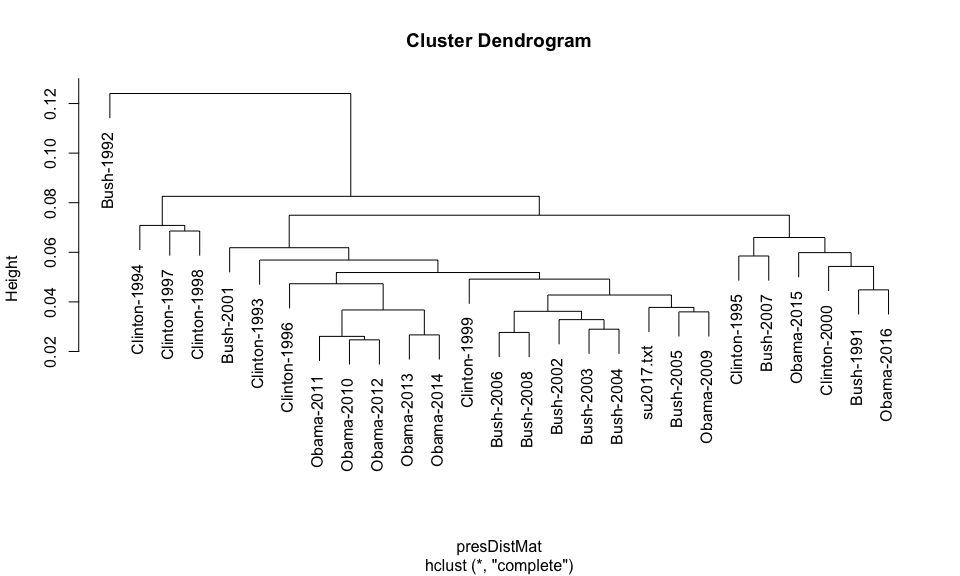 Cluster Dendrogram
Height
0.12
0.10
0.08
0.06
0.04
0.02
Bush-1992
Clinton-1994
Clinton-1997
Clinton-1998
Bush-2001
Clinton-1993
Clinton-1996
Obama-2011
Obama-2010
Obama-2012
Obama-2013
Obama-2014
Clinton-1999
Bush-2006
Bush-2008
Bush-2002
Bush-2003
Bush-2004
su2017.txt
Bush-2005
Obama-2009
Clinton-1995
Bush-2007
Obama-2015
Clinton-2000
Bush-1991
Obama-2016
presDistMat
hclust (*, "complete")